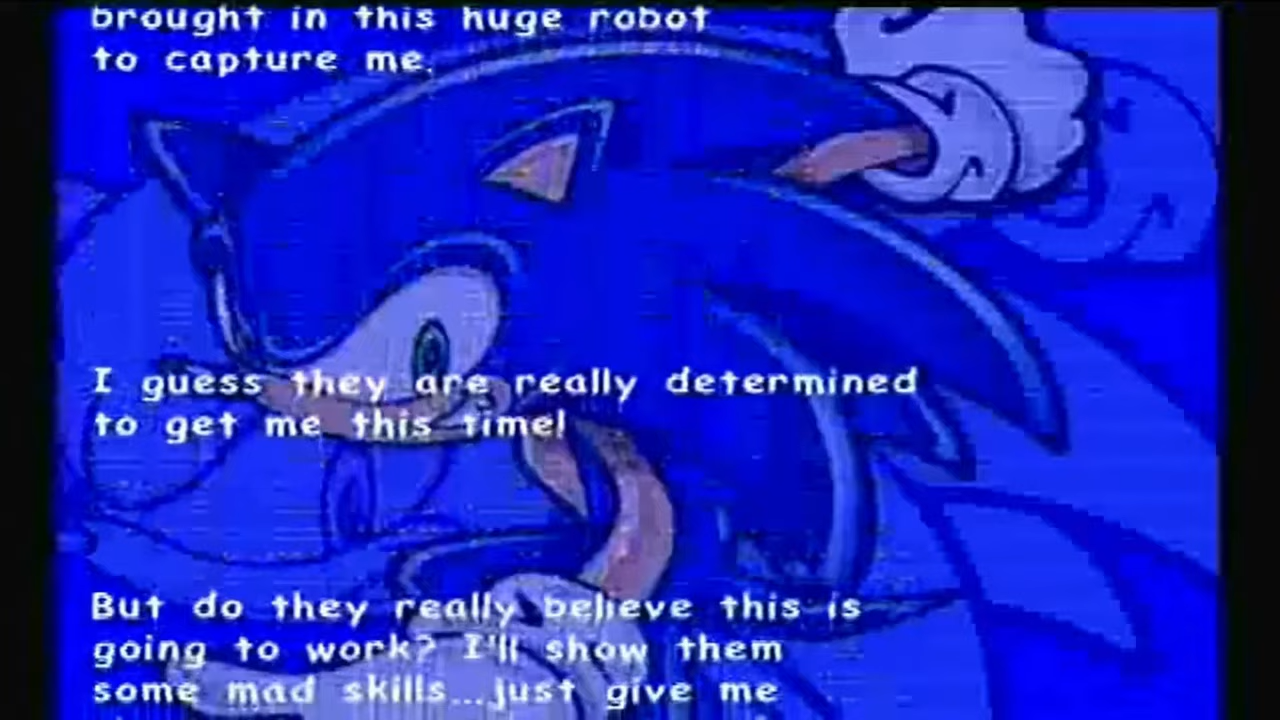 brought in this huge robot
to capture me.
I guess they are really determined
to get me this time!
But do they really believe this is
going to work? I'll show them
some mad skills...just give me